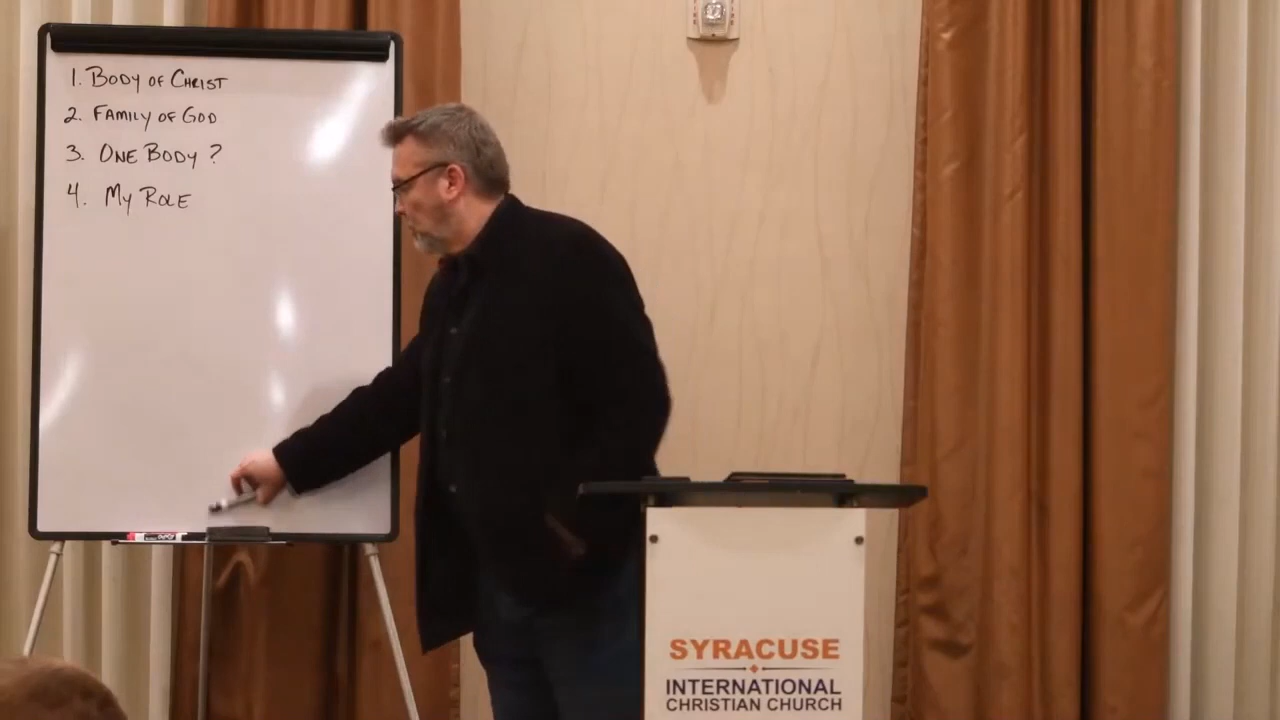 1. BODY OF CHRIST
2. FAMILY OF GOD
3. ONE BODY ?
4. MY ROLE
SYRACUSE
INTERNATIONAL
CHRISTIAN CHURCH